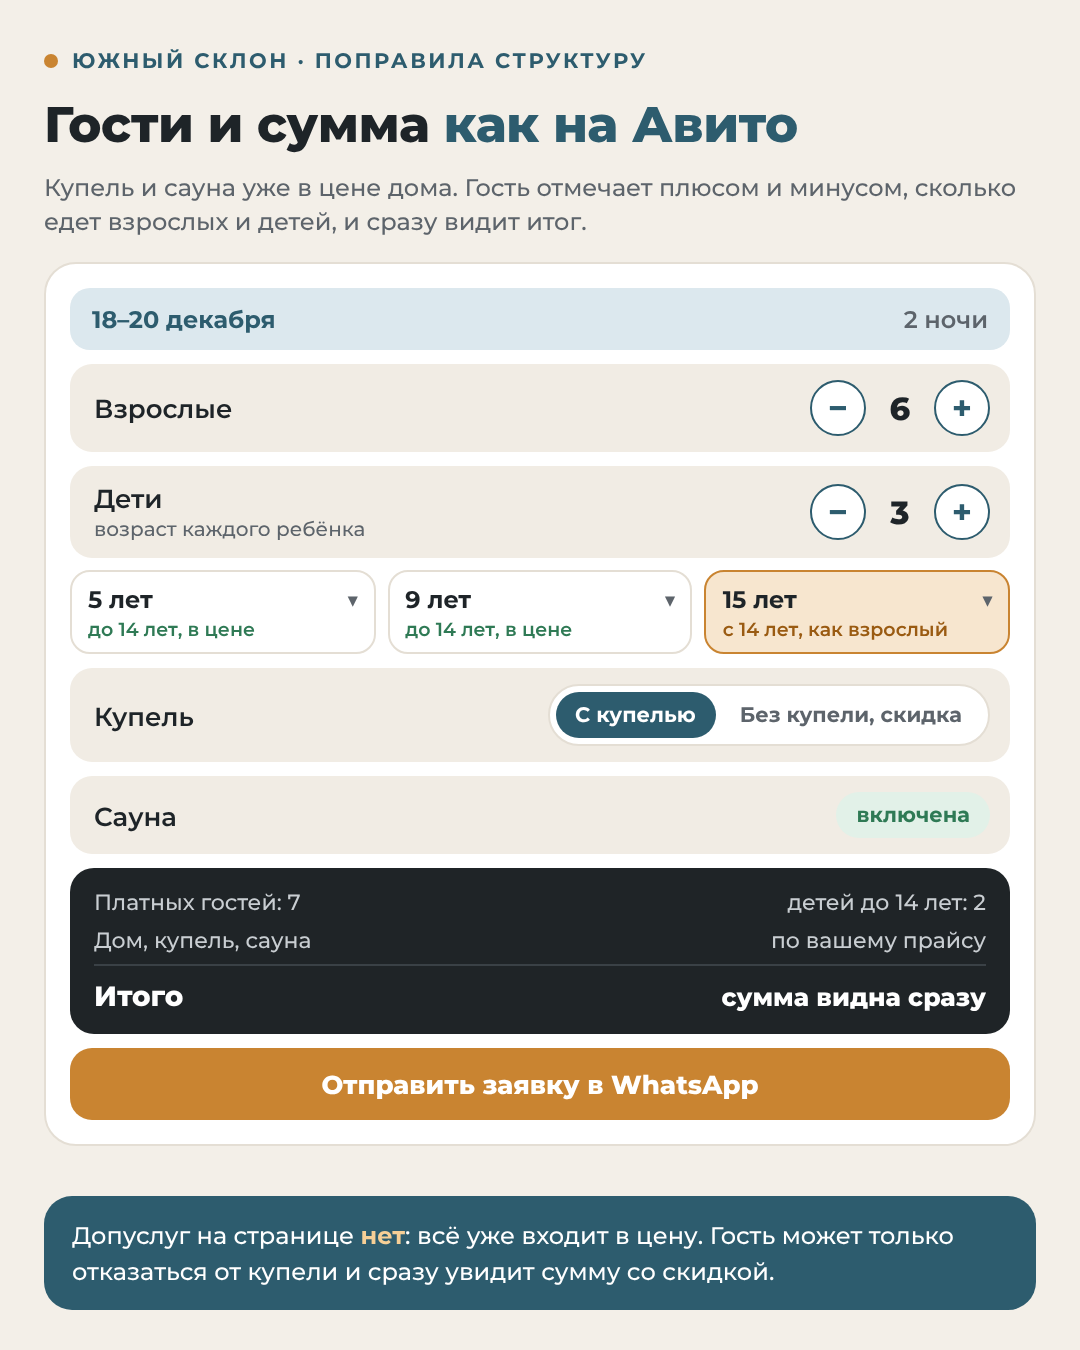 ЮЖНЫЙ СКЛОН · ПОПРАВИЛА СТРУКТУРУ
Гости и сумма как на Авито
Купель и сауна уже в цене дома. Гость отмечает плюсом и минусом, сколько
едет взрослых и детей, и сразу видит итог.
18–20 декабря 2 ночи
Взрослые − 6 +
Дети
возраст каждого ребёнка
− 3 +
5 лет ▾
до 14 лет, в цене
9 лет ▾
до 14 лет, в цене
15 лет ▾
с 14 лет, как взрослый
Купель С купелью Без купели, скидка
Сауна включена
Платных гостей: 7 детей до 14 лет: 2
Дом, купель, сауна по вашему прайсу
Итого сумма видна сразу
Отправить заявку в WhatsApp
Допуслуг на странице нет: всё уже входит в цену. Гость может только
отказаться от купели и сразу увидит сумму со скидкой.